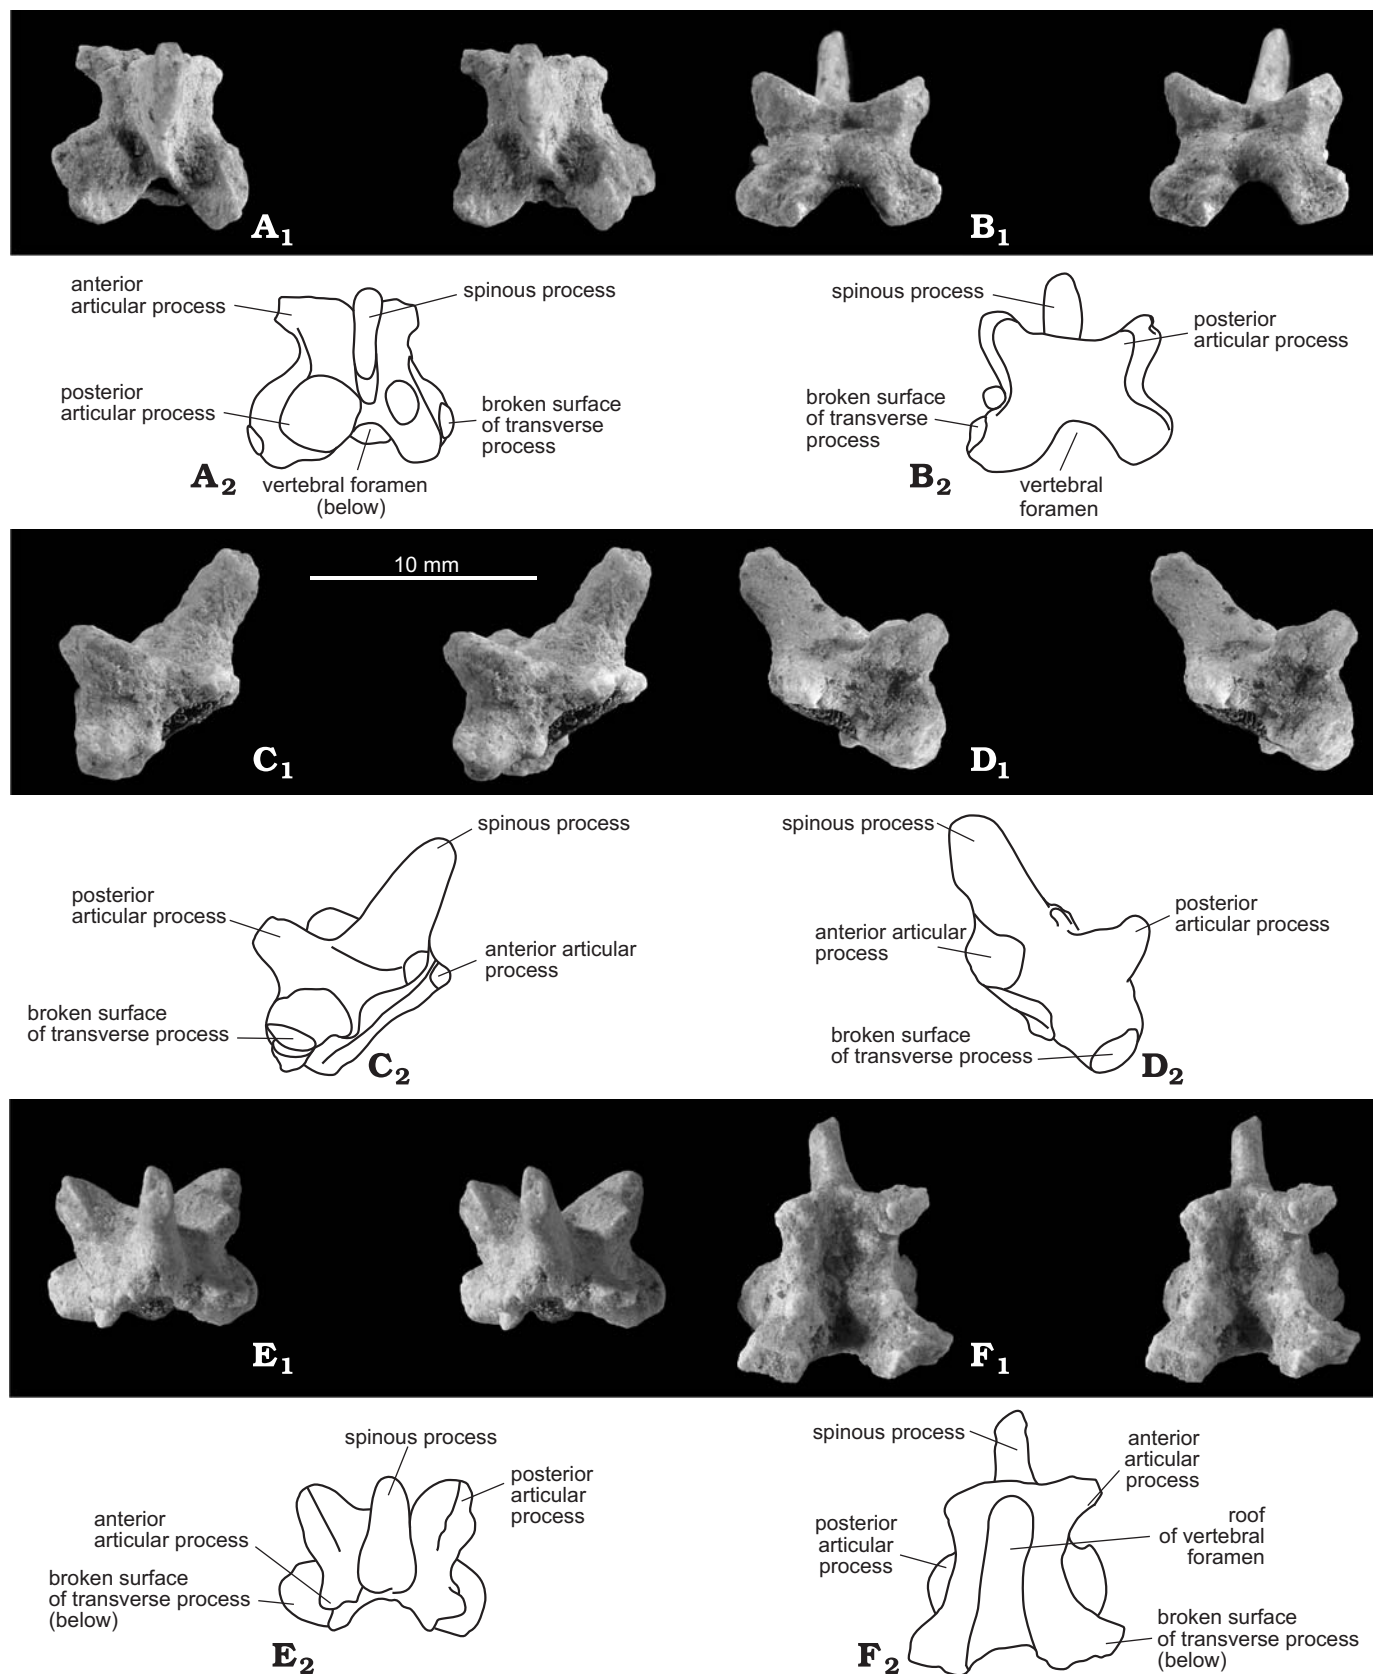 A1
B1
anterior
articular process
spinous process
posterior
articular process
broken surface
of transverse
process
vertebral foramen
(below)
A2
spinous process
posterior
articular process
broken surface
of transverse
process
vertebral
foramen
B2
10 mm
C1
D1
spinous process
posterior
articular process
anterior articular
process
broken surface
of transverse process
C2
spinous process
posterior
articular process
anterior articular
process
broken surface
of transverse process
D2
E1
F1
spinous process
posterior
articular
process
anterior
articular process
broken surface
of transverse process
(below)
E2
spinous process
anterior
articular
process
roof
of vertebral
foramen
posterior
articular
process
broken surface
of transverse process
(below)
F2